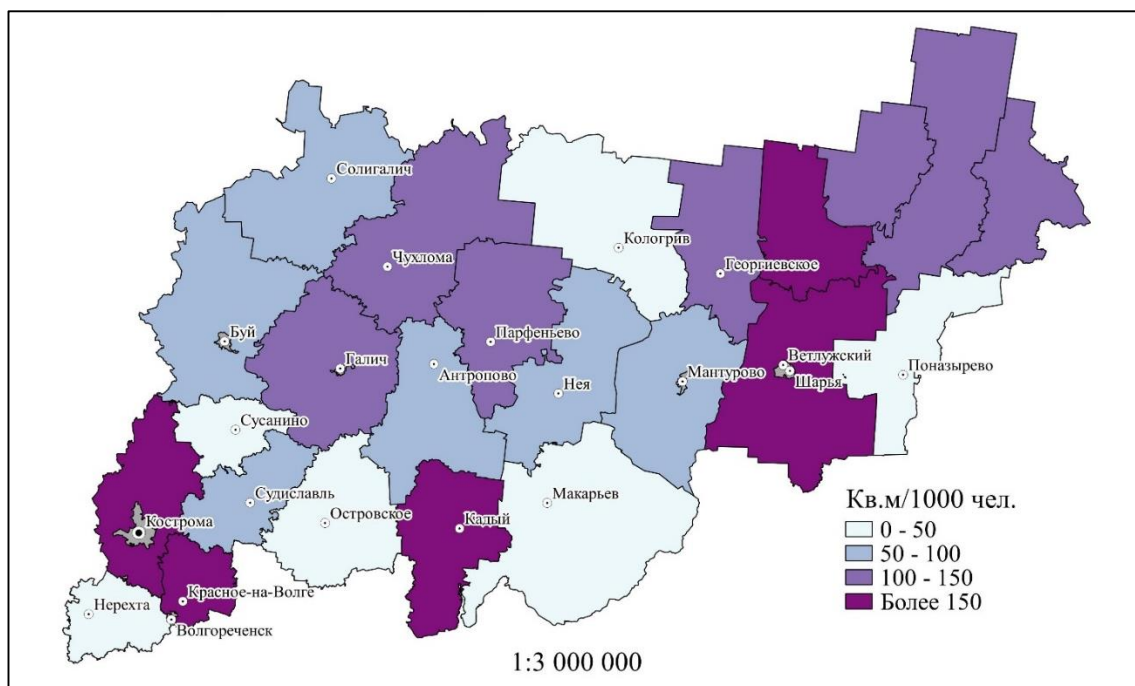 Солигалич
Кологрив
Чухлома
Георгиевское
Буй
Парфеньево
Ветлужский
Галич
Антропово
Мантурово
Шарья
Поназырево
Нея
Сусанино
Кв.м/1000 чел.
Судиславль
Макарьев
0 - 50
Кострома
Островское
Кадый
50 - 100
100 - 150
Красное-на-Волге
Более 150
Нерехта
Волгореченск
1:3 000 000